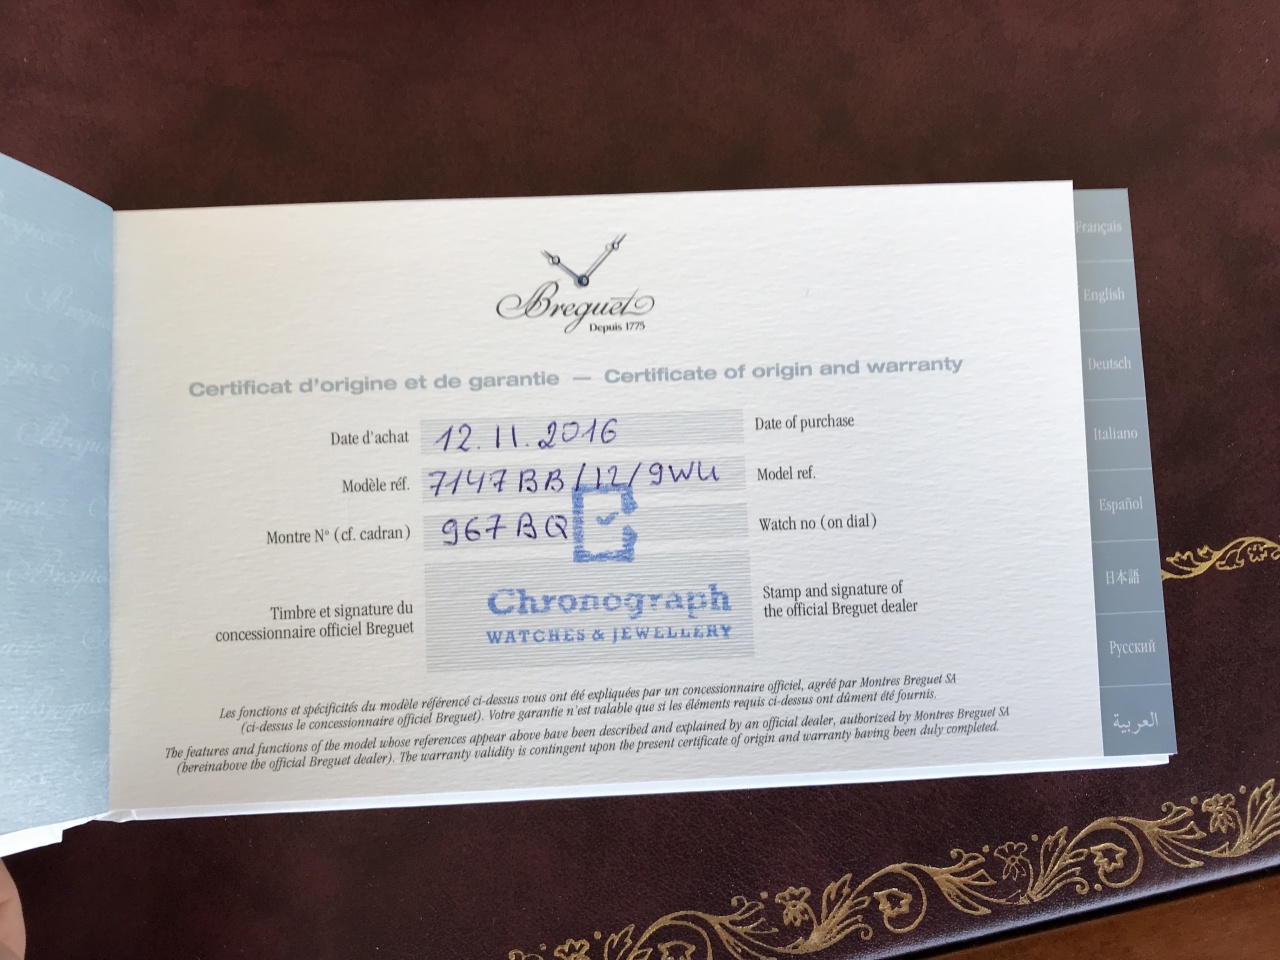 Breguet
Depuis 1775
Certificat d'origine et de garantie — Certificate of origin and warranty
Date d'achat 12.11.2016 Date of purchase
Modèle réf. 7147BB/12/9WU Model ref.
Montre N° (cf. cadran) 967BQ Watch no (on dial)
Timbre et signature du
concessionnaire officiel Breguet
Chronograph
WATCHES & JEWELLERY
Stamp and signature of
the official Breguet dealer
Les fonctions et spécificités du modèle référencé ci-dessus vous ont été expliquées par un concessionnaire officiel, agréé par Montres Breguet SA
(ci-dessus le concessionnaire officiel Breguet). Votre garantie n'est valable que si les éléments requis ci-dessus ont dûment été fournis.
The features and functions of the model whose references appear above have been described and explained by an official dealer, authorized by Montres Breguet SA
(hereinabove the official Breguet dealer). The warranty validity is contingent upon the present certificate of origin and warranty having been duly completed.
Français
English
Deutsch
Italiano
Español
日本語
Русский
العربية